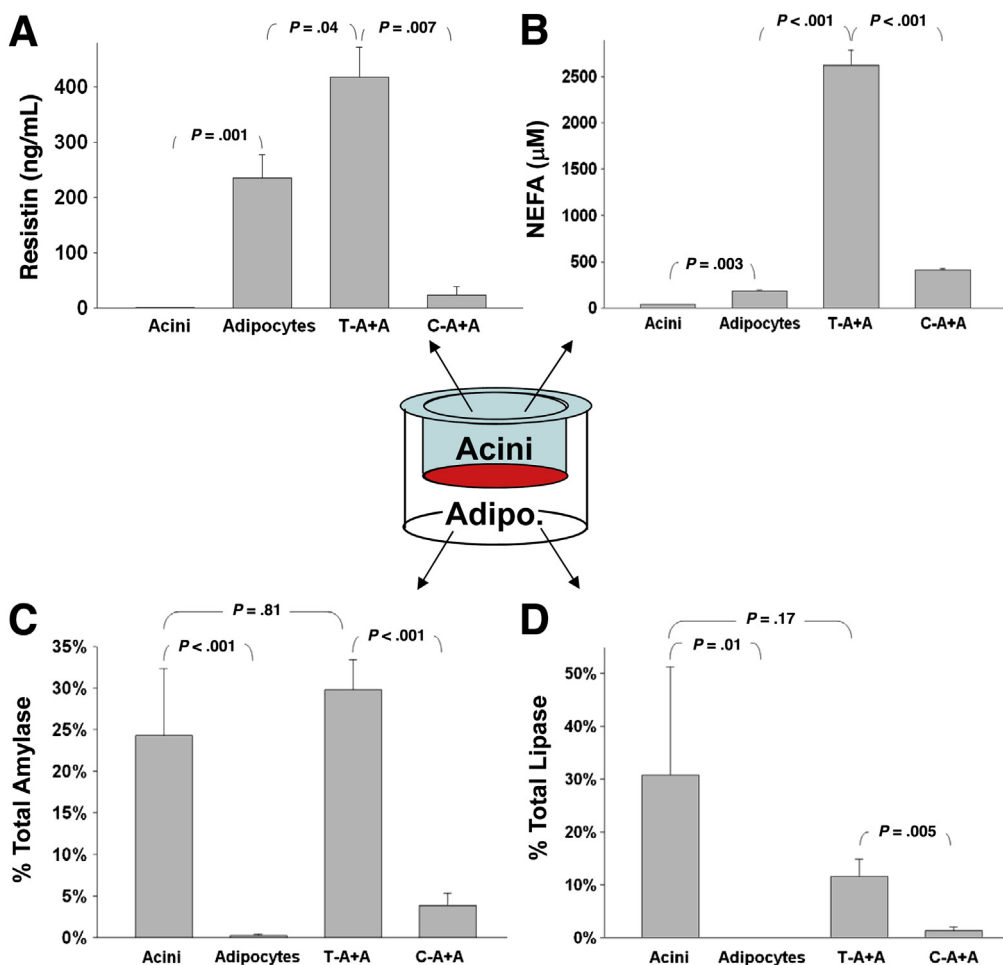 A
P = .04
P = .007
P = .001
Resistin (ng/mL)
400
300
200
100
0
Acini
Adipocytes
T-A+A
C-A+A
B
P < .001
P < .001
P = .003
NEFA (μM)
2500
2000
1500
1000
500
0
Acini
Adipocytes
T-A+A
C-A+A
Acini
Adipo.
C
P = .81
P < .001
P < .001
% Total Amylase
35%
30%
25%
20%
15%
10%
5%
0%
Acini
Adipocytes
T-A+A
C-A+A
D
P = .17
P = .01
P = .005
% Total Lipase
50%
40%
30%
20%
10%
0%
Acini
Adipocytes
T-A+A
C-A+A